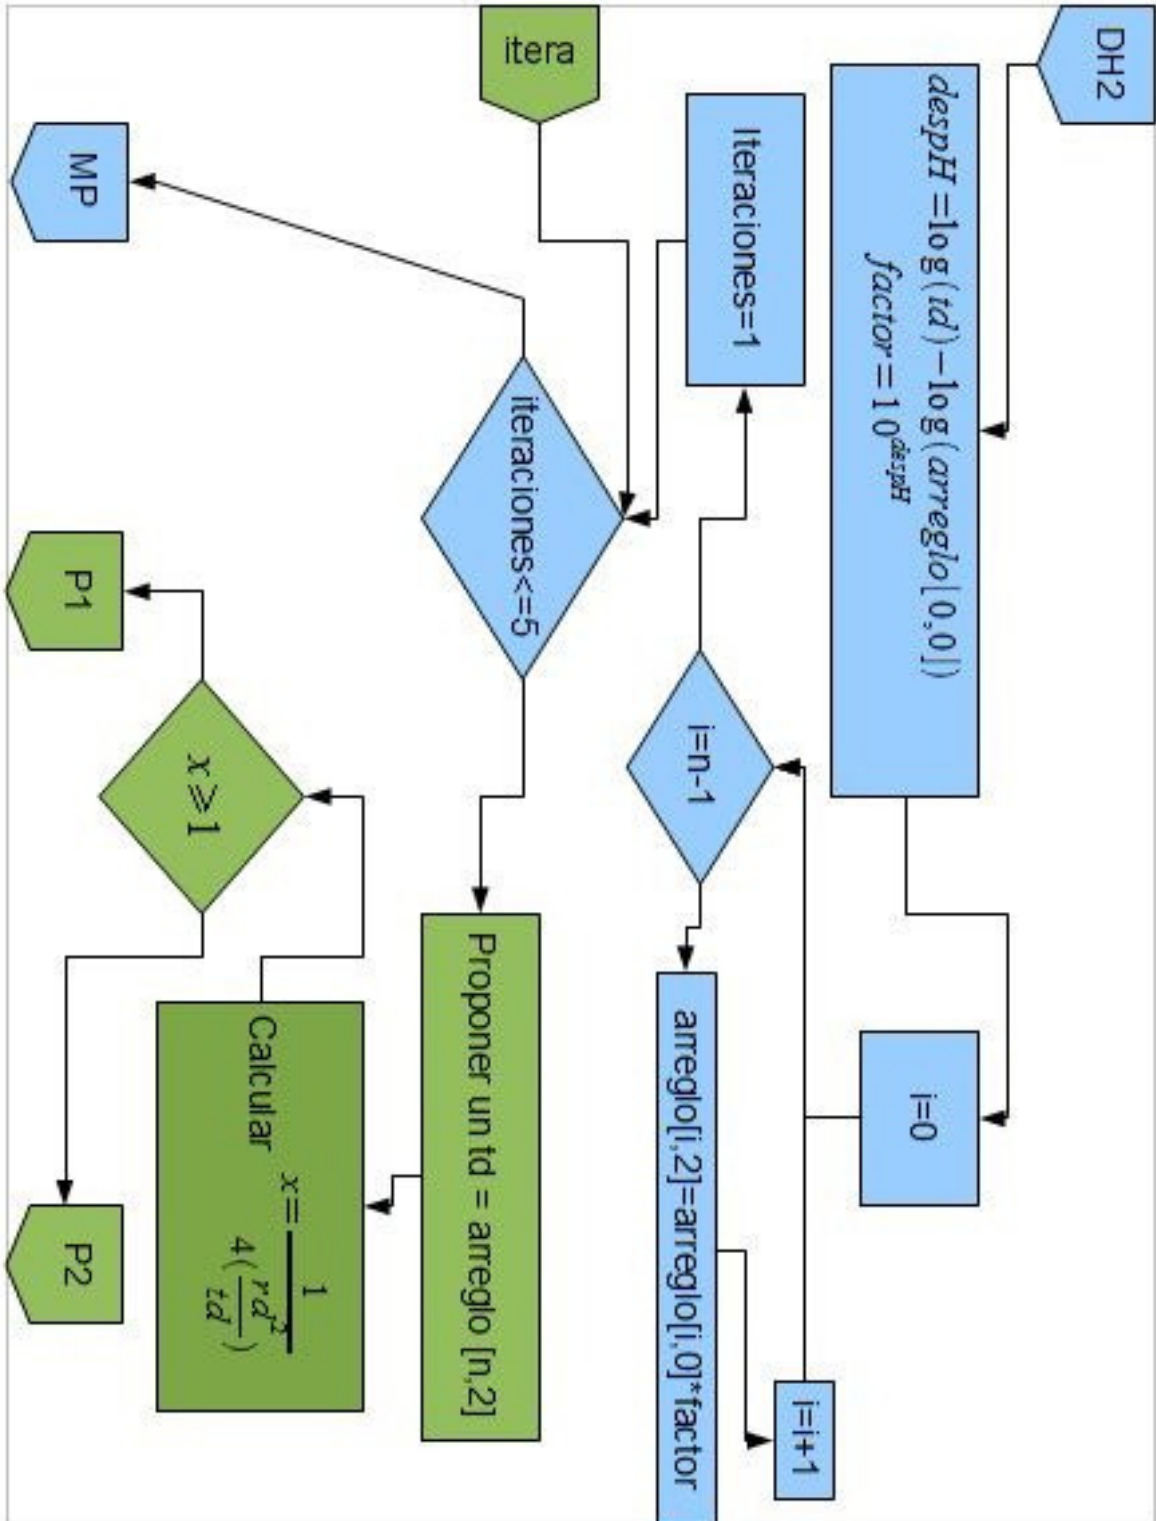 DH2
despH=log(td)-log(arreglo[0,0])
factor=10^despH
i=0
Iteraciones=1
i=n-1
arreglo[i,2]=arreglo[i,0]*factor
i=i+1
itera
iteraciones<=5
Proponer un td = arreglo [n,2]
Calcular
x=1/(4(rd²/td))
MP
x⩾1
P1
P2